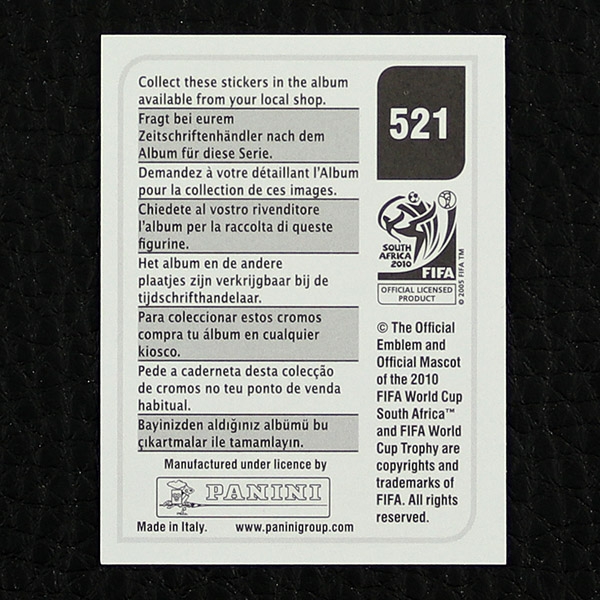 Collect these stickers in the album
available from your local shop.
Fragt bei eurem
Zeitschriftenhändler nach dem
Album für diese Serie.
Demandez à votre détaillant l'Album
pour la collection de ces images.
Chiedete al vostro rivenditore
l'album per la raccolta di queste
figurine.
Het album en de andere
plaatjes zijn verkrijgbaar bij de
tijdschrifthandelaar.
Para coleccionar estos cromos
compra tu álbum en cualquier
kiosco.
Pede a caderneta desta colecção
de cromos no teu ponto de venda
habitual.
Bayinizden aldığınız albümü bu
çıkartmalar ile tamamlayın.
Manufactured under licence by
PANINI
Made in Italy. www.paninigroup.com
521
SOUTH
AFRICA
2010
FIFA
OFFICIAL LICENSED
PRODUCT
© 2005 FIFA TM
© The Official
Emblem and
Official Mascot
of the 2010
FIFA World Cup
South Africa™
and FIFA World
Cup Trophy are
copyrights and
trademarks of
FIFA. All rights
reserved.